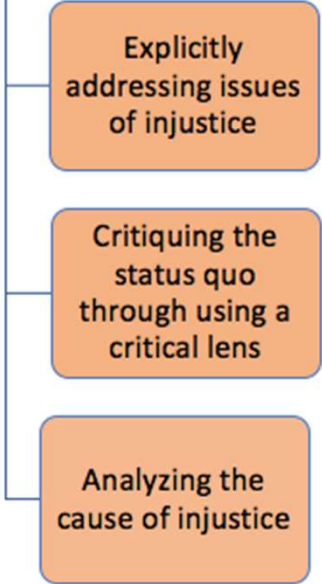 Explicitly
addressing issues
of injustice
Critiquing the
status quo
through using a
critical lens
Analyzing the
cause of injustice